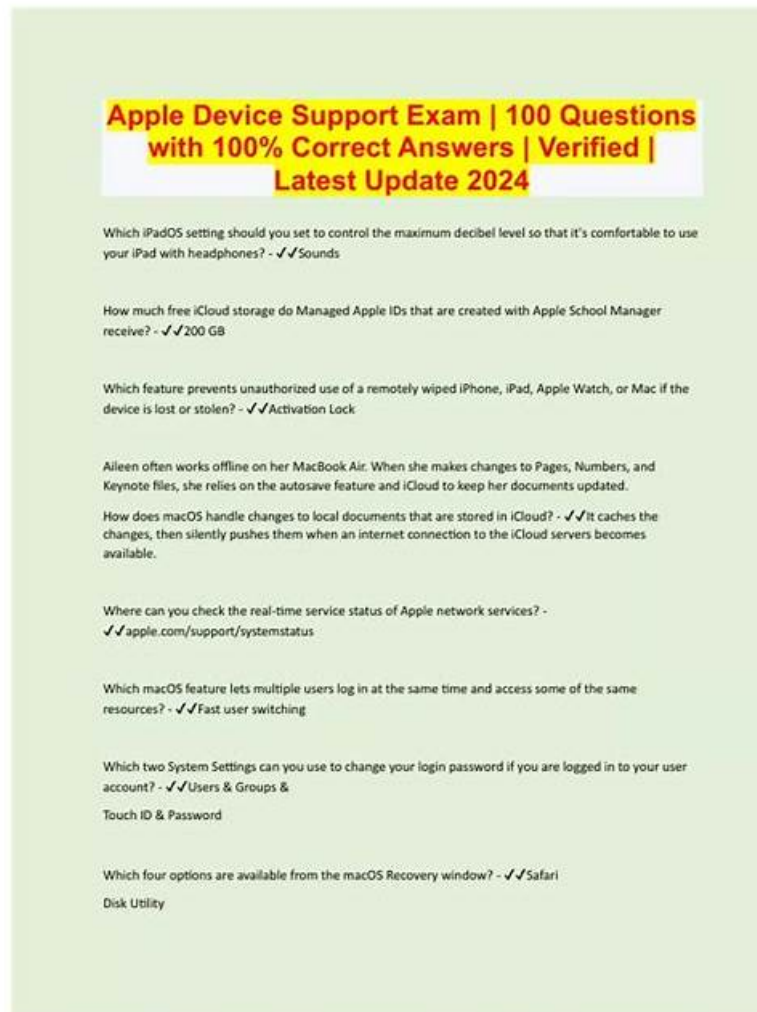 Apple Device Support Exam | 100 Questions
with 100% Correct Answers | Verified |
Latest Update 2024
Which iPadOS setting should you set to control the maximum decibel level so that it's comfortable to use
your iPad with headphones? - ✓✓Sounds
How much free iCloud storage do Managed Apple IDs that are created with Apple School Manager
receive? - ✓✓200 GB
Which feature prevents unauthorized use of a remotely wiped iPhone, iPad, Apple Watch, or Mac if the
device is lost or stolen? - ✓✓Activation Lock
Aileen often works offline on her MacBook Air. When she makes changes to Pages, Numbers, and
Keynote files, she relies on the autosave feature and iCloud to keep her documents updated.
How does macOS handle changes to local documents that are stored in iCloud? - ✓✓It caches the
changes, then silently pushes them when an internet connection to the iCloud servers becomes
available.
Where can you check the real-time service status of Apple network services? -
✓✓apple.com/support/systemstatus
Which macOS feature lets multiple users log in at the same time and access some of the same
resources? - ✓✓Fast user switching
Which two System Settings can you use to change your login password if you are logged in to your user
account? - ✓✓Users & Groups &
Touch ID & Password
Which four options are available from the macOS Recovery window? - ✓✓Safari
Disk Utility